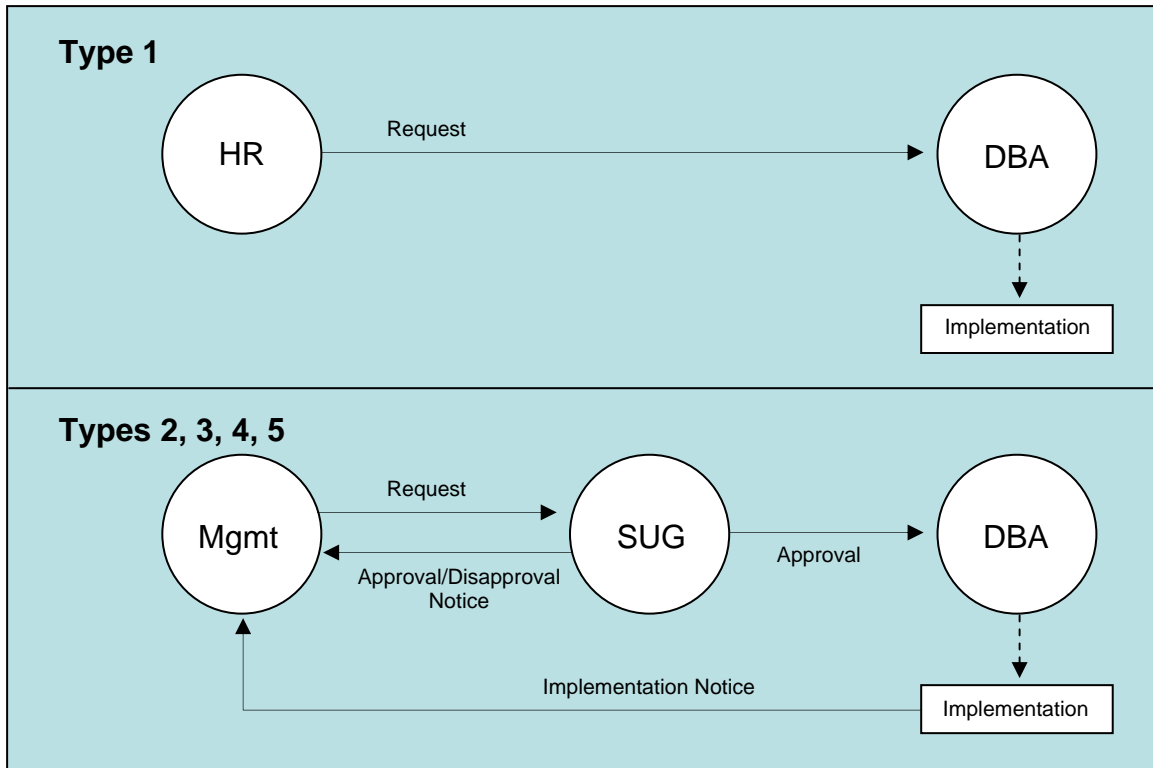 Type 1
HR
Request
DBA
Implementation
Types 2, 3, 4, 5
Mgmt
Request
SUG
Approval
DBA
Approval/Disapproval
Notice
Implementation Notice
Implementation